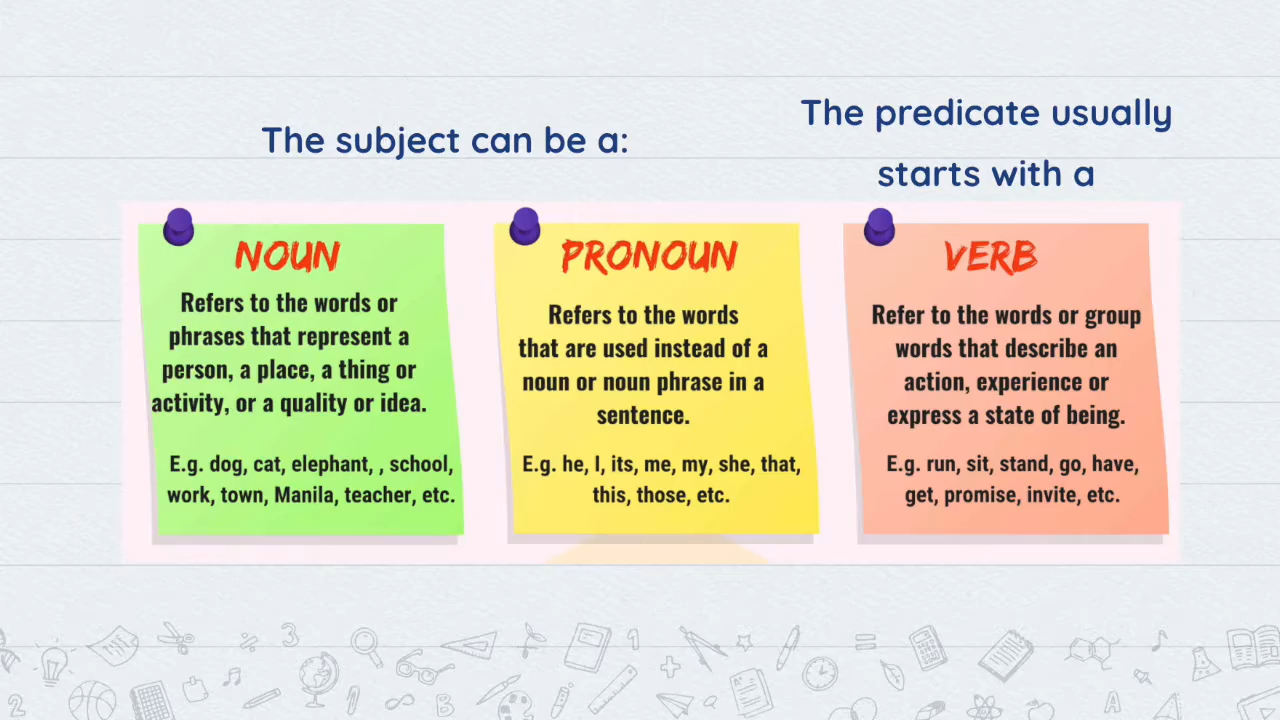 The subject can be a:
The predicate usually
starts with a
NOUN
Refers to the words or
phrases that represent a
person, a place, a thing or
activity, or a quality or idea.
E.g. dog, cat, elephant, , school,
work, town, Manila, teacher, etc.
PRONOUN
Refers to the words
that are used instead of a
noun or noun phrase in a
sentence.
E.g. he, I, its, me, my, she, that,
this, those, etc.
VERB
Refer to the words or group
words that describe an
action, experience or
express a state of being.
E.g. run, sit, stand, go, have,
get, promise, invite, etc.
3
1
2
B
A